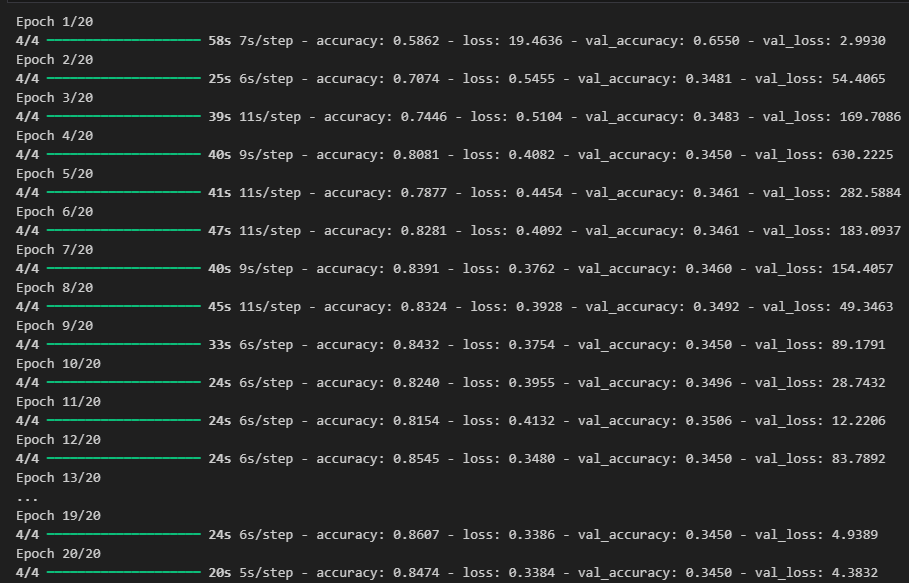 Epoch 1/20
4/4 58s 7s/step - accuracy: 0.5862 - loss: 19.4636 - val_accuracy: 0.6550 - val_loss: 2.9930
Epoch 2/20
4/4 25s 6s/step - accuracy: 0.7074 - loss: 0.5455 - val_accuracy: 0.3481 - val_loss: 54.4065
Epoch 3/20
4/4 39s 11s/step - accuracy: 0.7446 - loss: 0.5104 - val_accuracy: 0.3483 - val_loss: 169.7086
Epoch 4/20
4/4 40s 9s/step - accuracy: 0.8081 - loss: 0.4082 - val_accuracy: 0.3450 - val_loss: 630.2225
Epoch 5/20
4/4 41s 11s/step - accuracy: 0.7877 - loss: 0.4454 - val_accuracy: 0.3461 - val_loss: 282.5884
Epoch 6/20
4/4 47s 11s/step - accuracy: 0.8281 - loss: 0.4092 - val_accuracy: 0.3461 - val_loss: 183.0937
Epoch 7/20
4/4 40s 9s/step - accuracy: 0.8391 - loss: 0.3762 - val_accuracy: 0.3460 - val_loss: 154.4057
Epoch 8/20
4/4 45s 11s/step - accuracy: 0.8324 - loss: 0.3928 - val_accuracy: 0.3492 - val_loss: 49.3463
Epoch 9/20
4/4 33s 6s/step - accuracy: 0.8432 - loss: 0.3754 - val_accuracy: 0.3450 - val_loss: 89.1791
Epoch 10/20
4/4 24s 6s/step - accuracy: 0.8240 - loss: 0.3955 - val_accuracy: 0.3496 - val_loss: 28.7432
Epoch 11/20
4/4 24s 6s/step - accuracy: 0.8154 - loss: 0.4132 - val_accuracy: 0.3506 - val_loss: 12.2206
Epoch 12/20
4/4 24s 6s/step - accuracy: 0.8545 - loss: 0.3480 - val_accuracy: 0.3450 - val_loss: 83.7892
Epoch 13/20
...
Epoch 19/20
4/4 24s 6s/step - accuracy: 0.8607 - loss: 0.3386 - val_accuracy: 0.3450 - val_loss: 4.9389
Epoch 20/20
4/4 20s 5s/step - accuracy: 0.8474 - loss: 0.3384 - val_accuracy: 0.3450 - val_loss: 4.3832